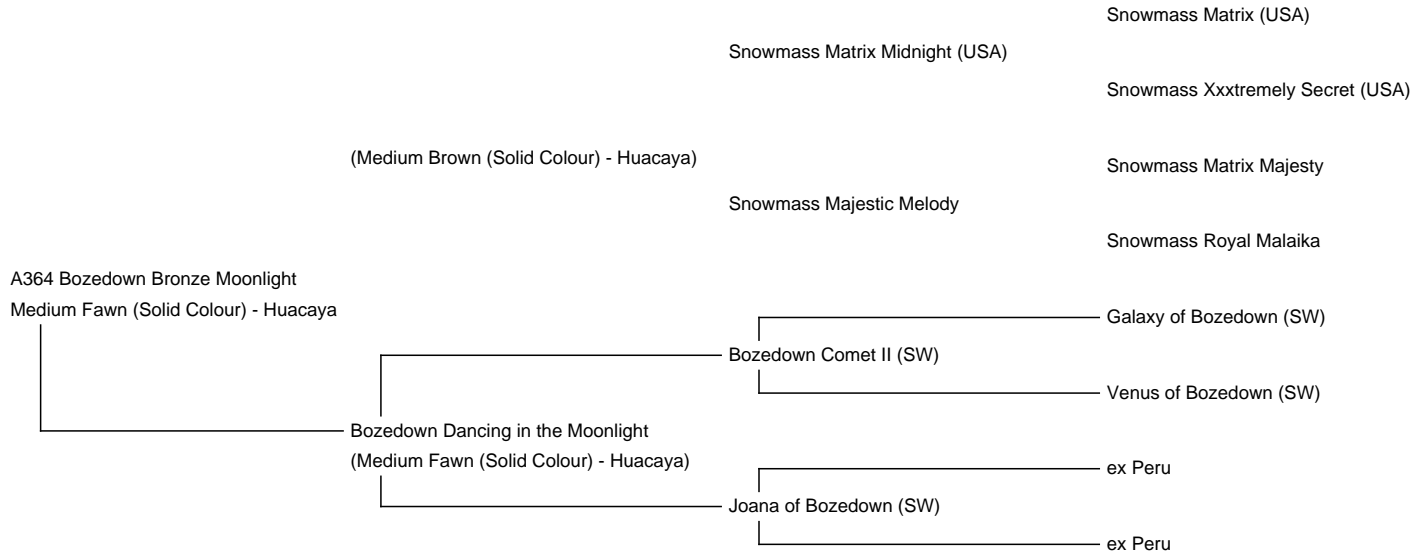 Snowmass Matrix (USA)
Snowmass Matrix Midnight (USA)
Snowmass Xxxtremely Secret (USA)
(Medium Brown (Solid Colour) - Huacaya)
Snowmass Matrix Majesty
Snowmass Majestic Melody
Snowmass Royal Malaika
A364 Bozedown Bronze Moonlight
Medium Fawn (Solid Colour) - Huacaya
Galaxy of Bozedown (SW)
Bozedown Comet II (SW)
Venus of Bozedown (SW)
Bozedown Dancing in the Moonlight
(Medium Fawn (Solid Colour) - Huacaya)
ex Peru
Joana of Bozedown (SW)
ex Peru